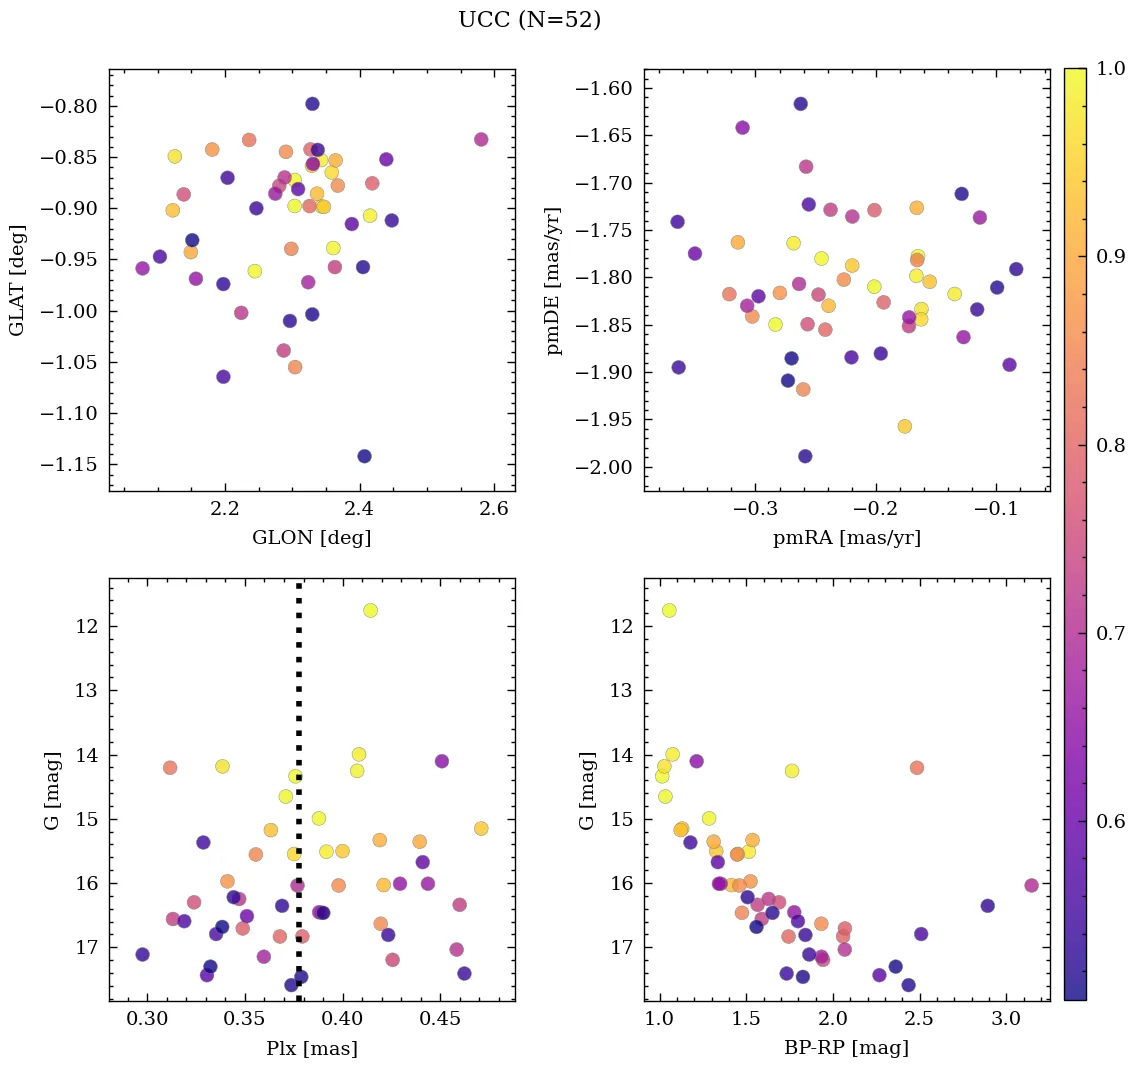 UCC (N=52)
−0.80
−0.85
−0.90
−0.95
−1.00
−1.05
−1.10
−1.15
GLAT [deg]
2.2 2.4 2.6
GLON [deg]
−1.60
−1.65
−1.70
−1.75
−1.80
−1.85
−1.90
−1.95
−2.00
pmDE [mas/yr]
−0.3 −0.2 −0.1
pmRA [mas/yr]
12
13
14
15
16
17
G [mag]
0.30 0.35 0.40 0.45
Plx [mas]
12
13
14
15
16
17
G [mag]
1.0 1.5 2.0 2.5 3.0
BP-RP [mag]
1.0
0.9
0.8
0.7
0.6